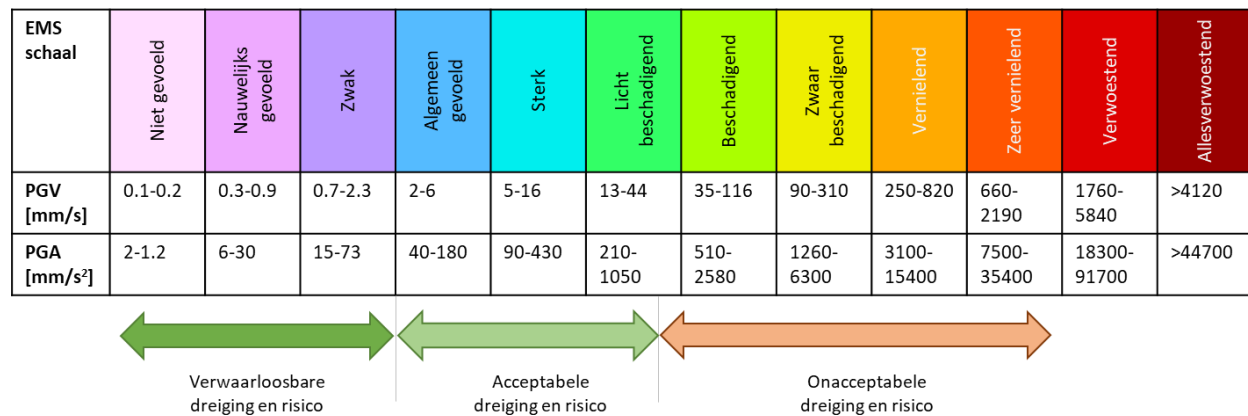 EMS
schaal
Niet gevoeld
Nauwelijks
gevoeld
Zwak
Algemeen
gevoeld
Sterk
Licht
beschadigend
Beschadigend
Zwaar
beschadigend
Vernielend
Zeer vernielend
Verwoestend
Allesverwoestend
PGV
[mm/s]
0.1-0.2
0.3-0.9
0.7-2.3
2-6
5-16
13-44
35-116
90-310
250-820
660-
2190
1760-
5840
>4120
PGA
[mm/s²]
2-1.2
6-30
15-73
40-180
90-430
210-
1050
510-
2580
1260-
6300
3100-
15400
7500-
35400
18300-
91700
>44700
Verwaarloosbare
dreiging en risico
Acceptabele
dreiging en risico
Onacceptabele
dreiging en risico